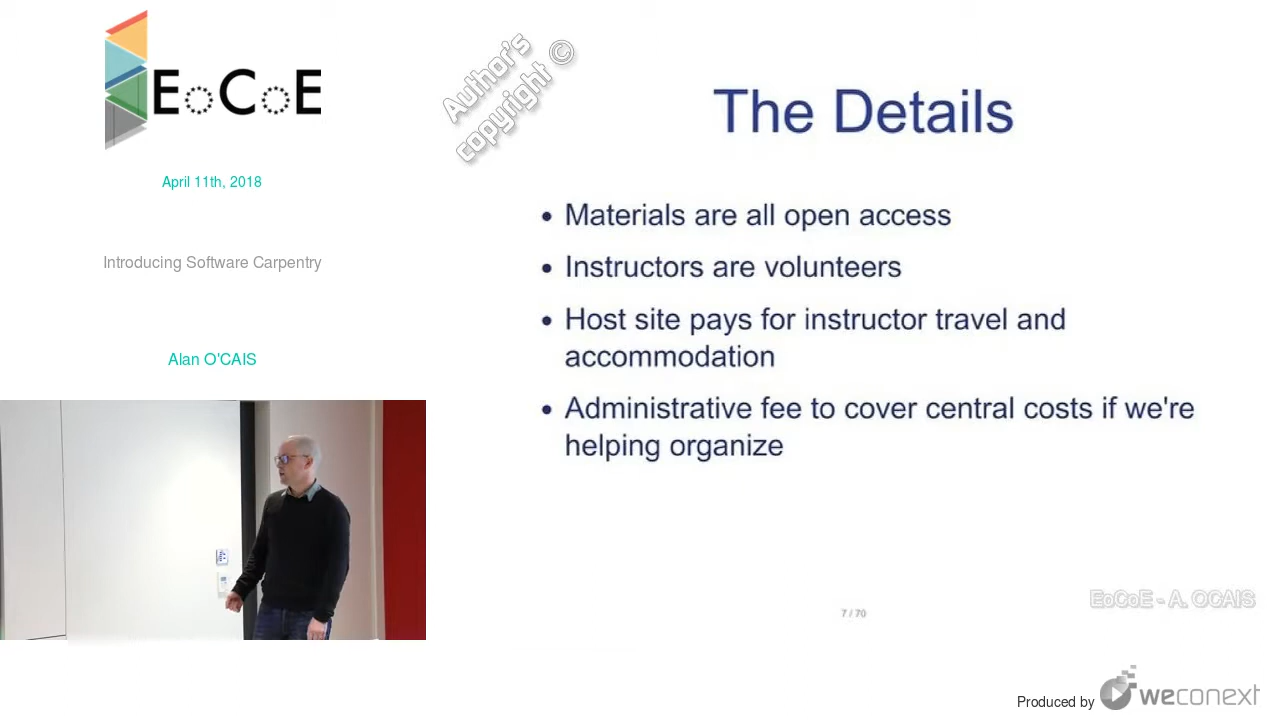 EoCoE
April 11th, 2018
Introducing Software Carpentry
Alan O'CAIS
Author's
copyright ©
The Details
• Materials are all open access
• Instructors are volunteers
• Host site pays for instructor travel and
accommodation
• Administrative fee to cover central costs if we're
helping organize
7 / 70
EoCoE - A. OCAIS
Produced by weconext